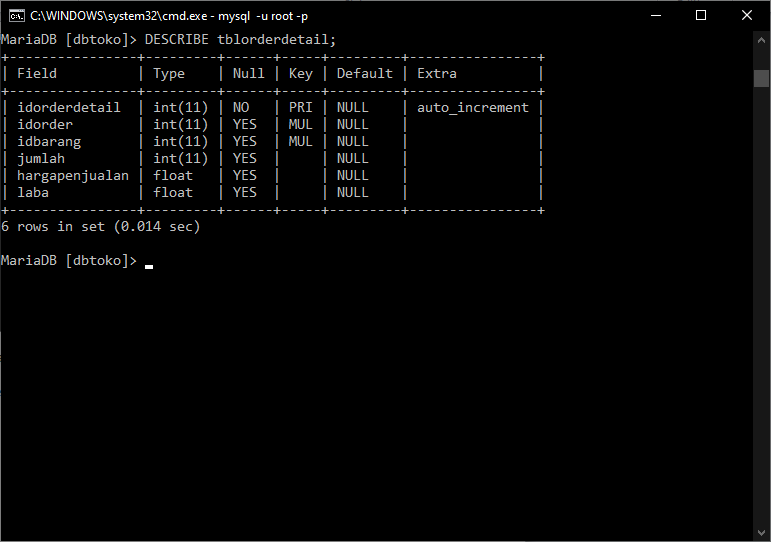 C:\WINDOWS\system32\cmd.exe - mysql  -u root -p
MariaDB [dbtoko]> DESCRIBE tblorderdetail;
+----------------+---------+------+-----+---------+----------------+
| Field          | Type    | Null | Key | Default | Extra          |
+----------------+---------+------+-----+---------+----------------+
| idorderdetail  | int(11) | NO   | PRI | NULL    | auto_increment |
| idorder        | int(11) | YES  | MUL | NULL    |                |
| idbarang       | int(11) | YES  | MUL | NULL    |                |
| jumlah         | int(11) | YES  |     | NULL    |                |
| hargapenjualan | float   | YES  |     | NULL    |                |
| laba           | float   | YES  |     | NULL    |                |
+----------------+---------+------+-----+---------+----------------+
6 rows in set (0.014 sec)
MariaDB [dbtoko]>